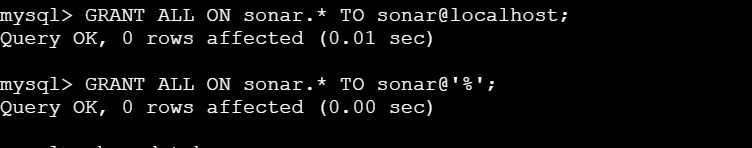 mysql> GRANT ALL ON sonar.* TO sonar@localhost;
Query OK, 0 rows affected (0.01 sec)
mysql> GRANT ALL ON sonar.* TO sonar@'%';
Query OK, 0 rows affected (0.00 sec)